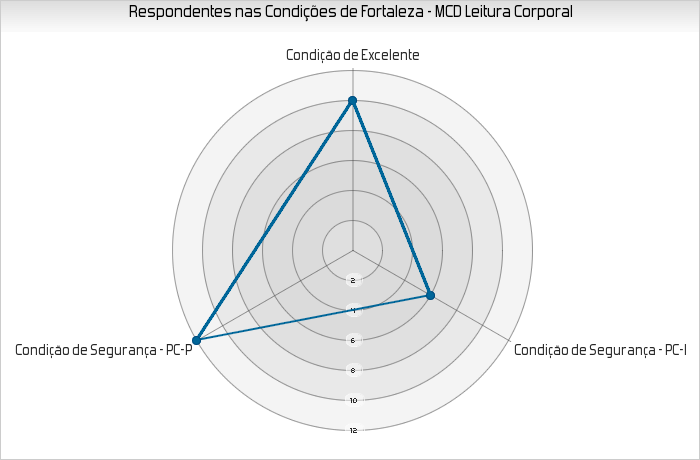 Respondentes nas Condições de Fortaleza - MCD Leitura Corporal
Condição de Excelente
2
4
6
Condição de Segurança - PC-P
Condição de Segurança - PC-I
8
10
12